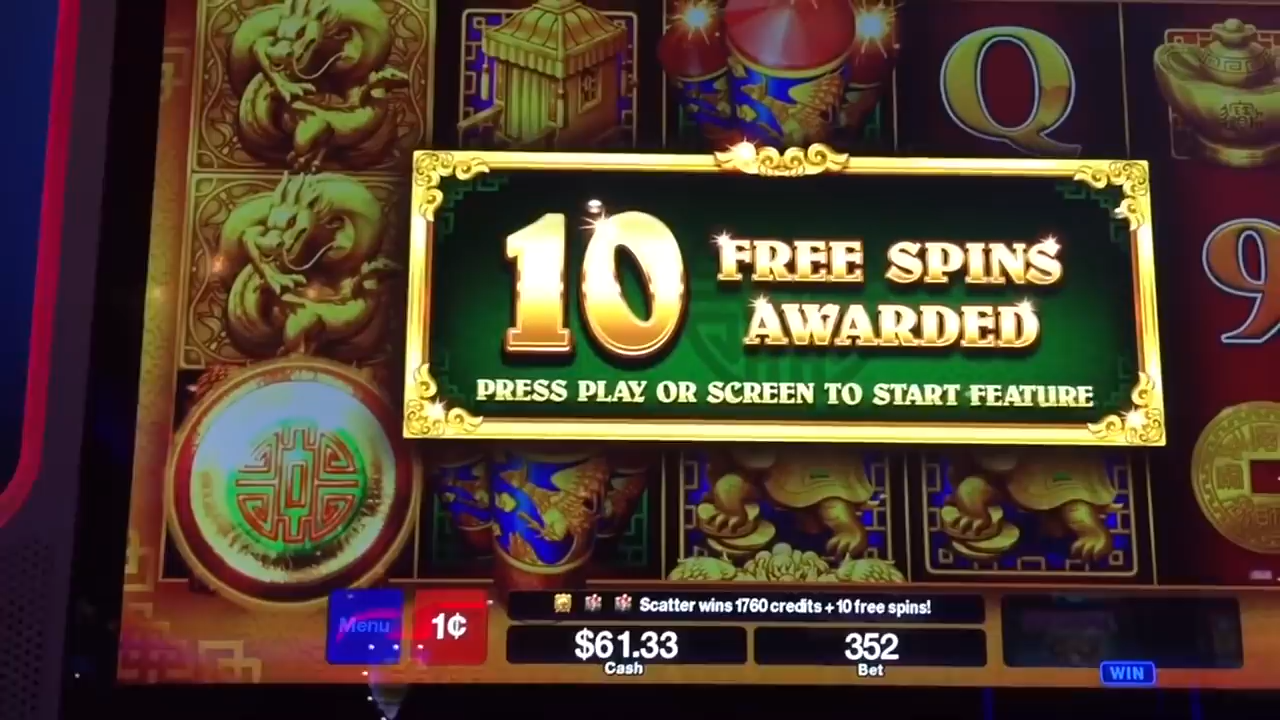 Q
10
FREE SPINS
AWARDED
PRESS PLAY OR SCREEN TO START FEATURE
9
Menu
1¢
Scatter wins 1760 credits + 10 free spins!
$61.33
Cash
352
Bet
WIN